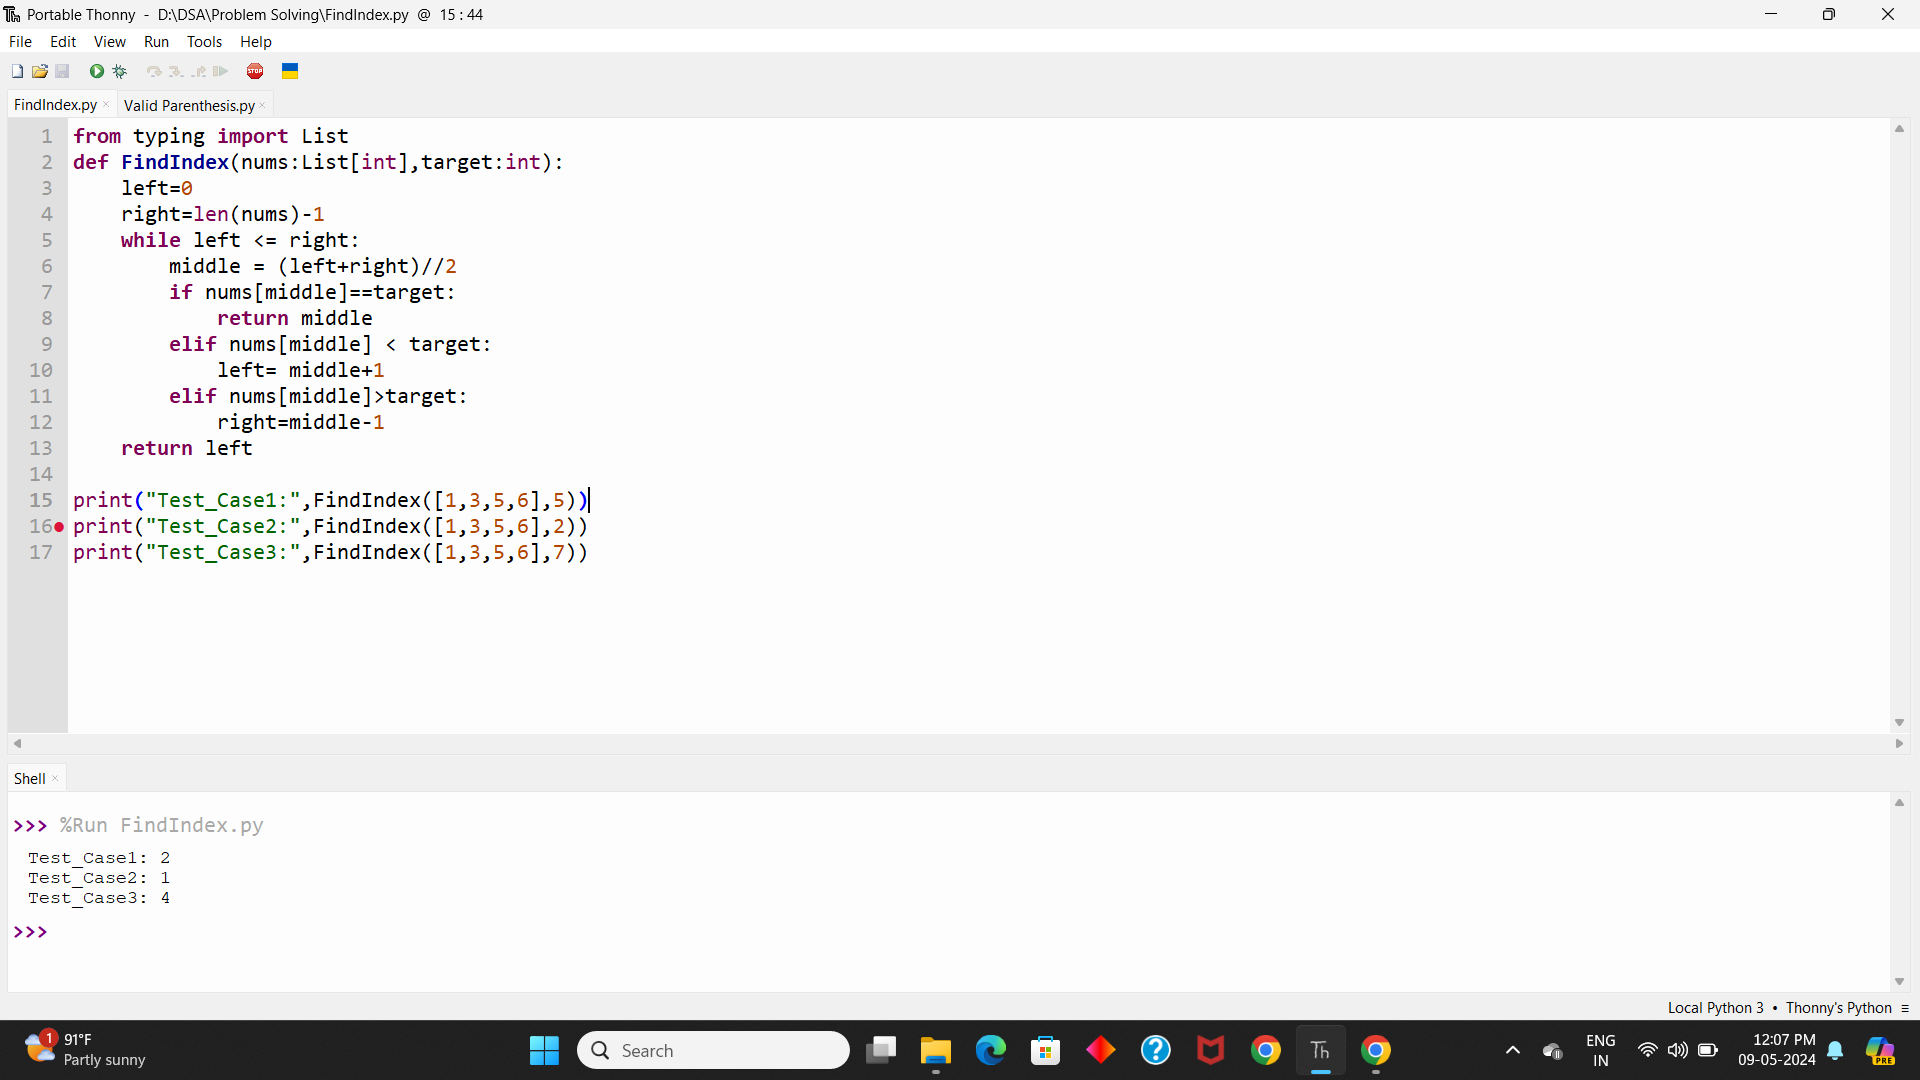 Portable Thonny - D:\DSA\Problem Solving\FindIndex.py @ 15 : 44
File Edit View Run Tools Help
STOP
FindIndex.py × Valid Parenthesis.py ×
1 from typing import List
2 def FindIndex(nums:List[int],target:int):
3     left=0
4     right=len(nums)-1
5     while left <= right:
6         middle = (left+right)//2
7         if nums[middle]==target:
8             return middle
9         elif nums[middle] < target:
10             left= middle+1
11         elif nums[middle]>target:
12             right=middle-1
13     return left
14
15 print("Test_Case1:",FindIndex([1,3,5,6],5))
16 print("Test_Case2:",FindIndex([1,3,5,6],2))
17 print("Test_Case3:",FindIndex([1,3,5,6],7))
Shell ×
>>> %Run FindIndex.py
Test_Case1: 2
Test_Case2: 1
Test_Case3: 4
>>>
Local Python 3 • Thonny's Python ≡
1 91°F
Partly sunny
Search
Th
ENG
IN
12:07 PM
09-05-2024
PRE